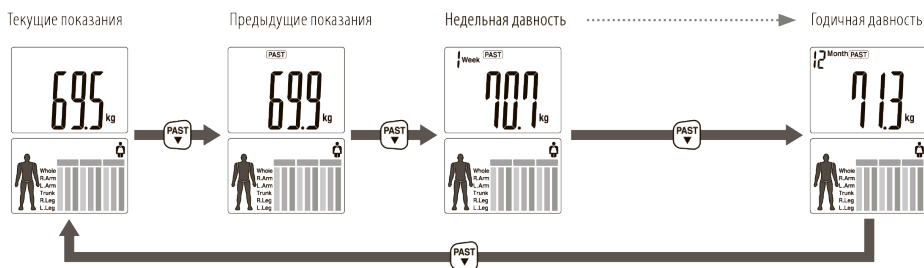 Текущие показания
Предыдущие показания
Недельная давность
Годичная давность
69.5 kg
PAST
69.9 kg
1 Week PAST
70.7 kg
12 Month PAST
71.3 kg
PAST
PAST
PAST
Whole
R.Arm
L.Arm
Trunk
R.Leg
L.Leg
Whole
R.Arm
L.Arm
Trunk
R.Leg
L.Leg
Whole
R.Arm
L.Arm
Trunk
R.Leg
L.Leg
Whole
R.Arm
L.Arm
Trunk
R.Leg
L.Leg
PAST